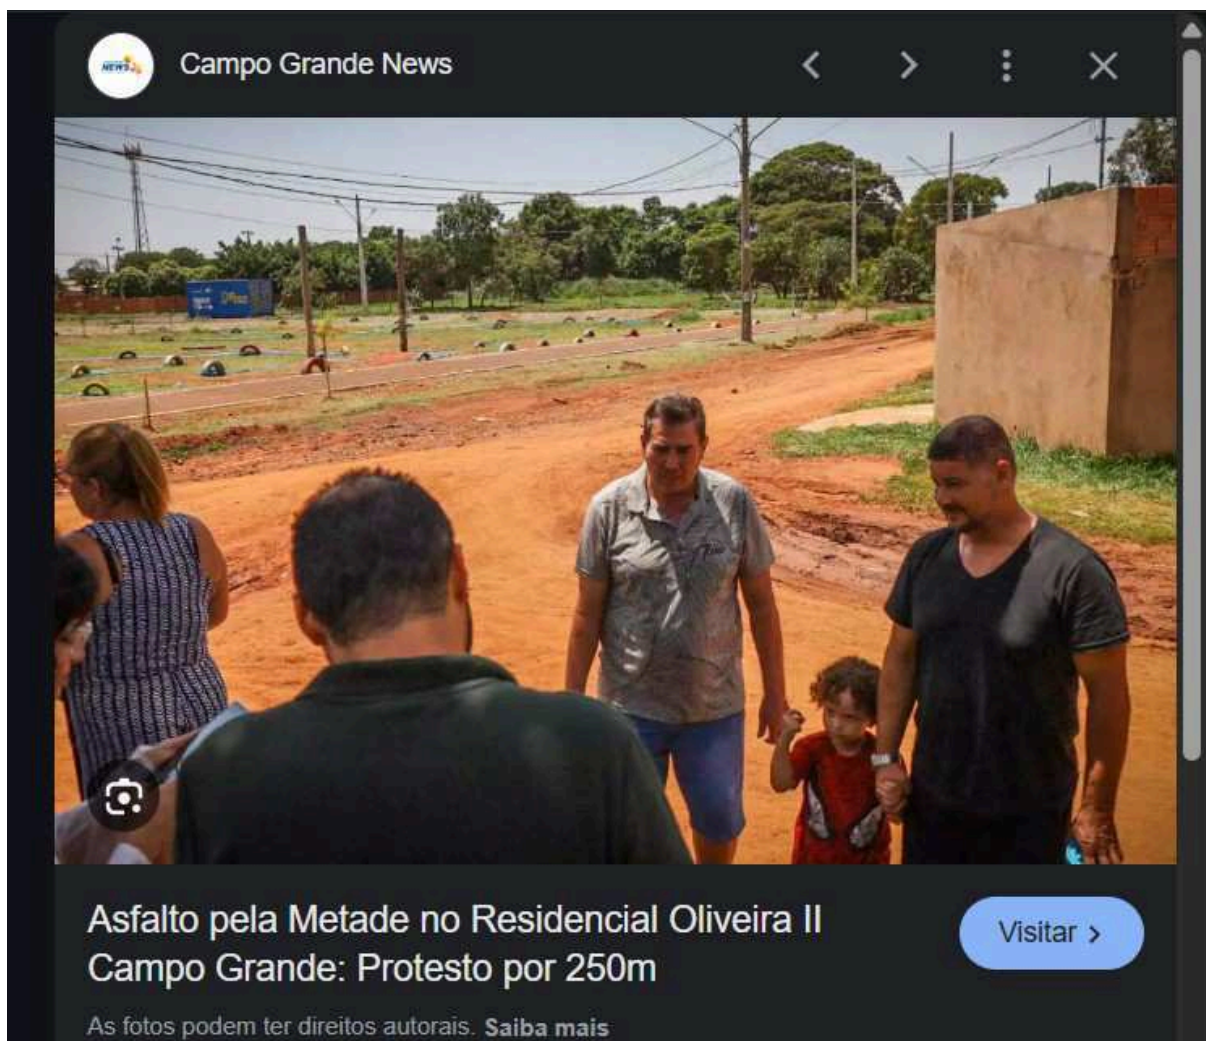 NEWS
Campo Grande News
Asfalto pela Metade no Residencial Oliveira II
Campo Grande: Protesto por 250m
Visitar >
As fotos podem ter direitos autorais. Saiba mais